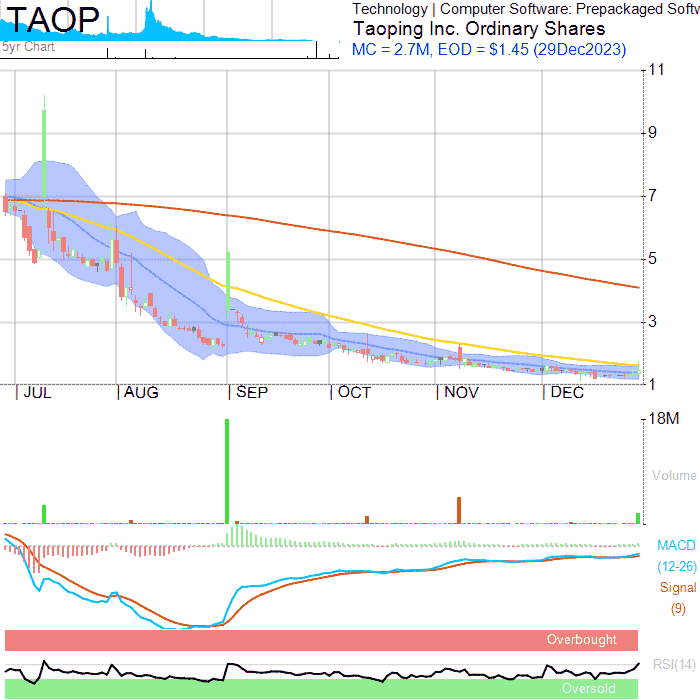 TAOP
5yr Chart
Technology | Computer Software: Prepackaged Softw
Taoping Inc. Ordinary Shares
MC = 2.7M, EOD = $1.45 (29Dec2023)
11
9
7
5
3
1
JUL AUG SEP OCT NOV DEC
18M
Volume
MACD
(12-26)
Signal
(9)
Overbought
RSI(14)
Oversold